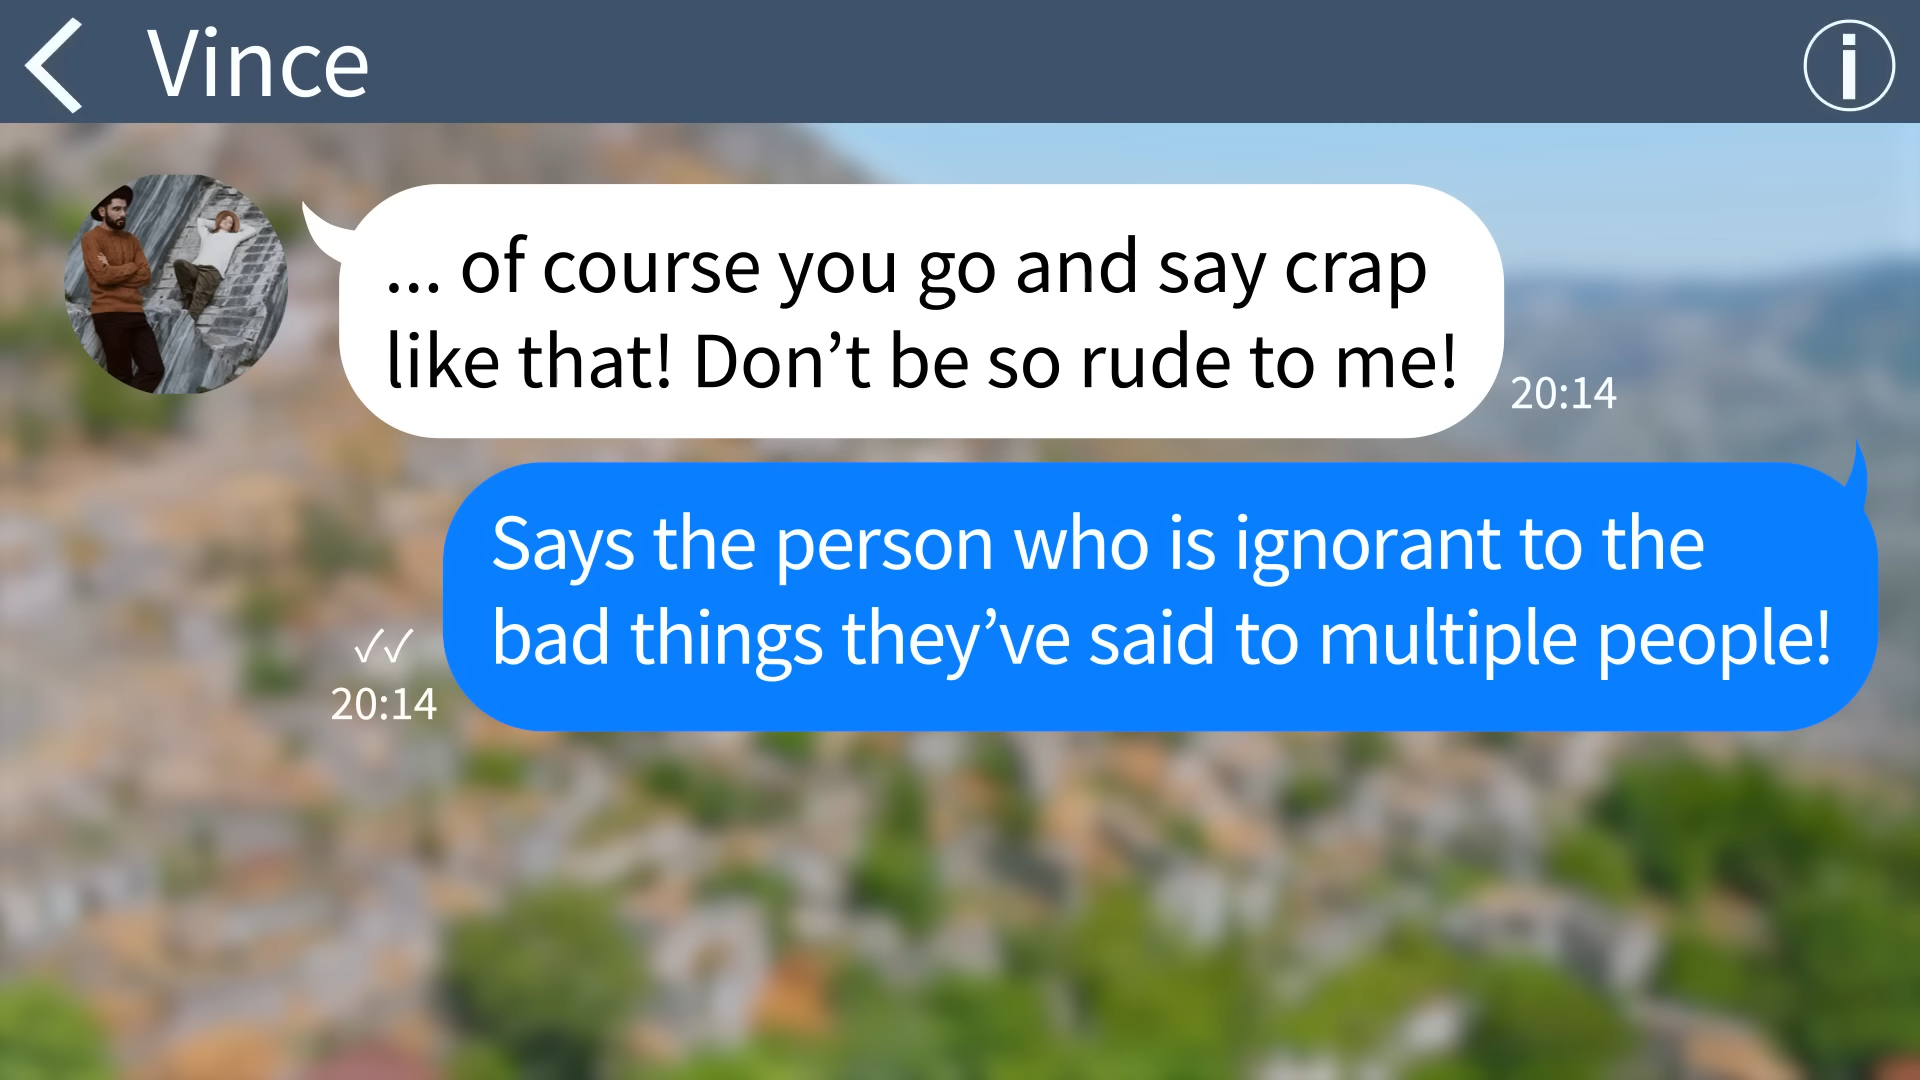 Vince
... of course you go and say crap
like that! Don’t be so rude to me!
20:14
Says the person who is ignorant to the
bad things they’ve said to multiple people!
✓✓
20:14